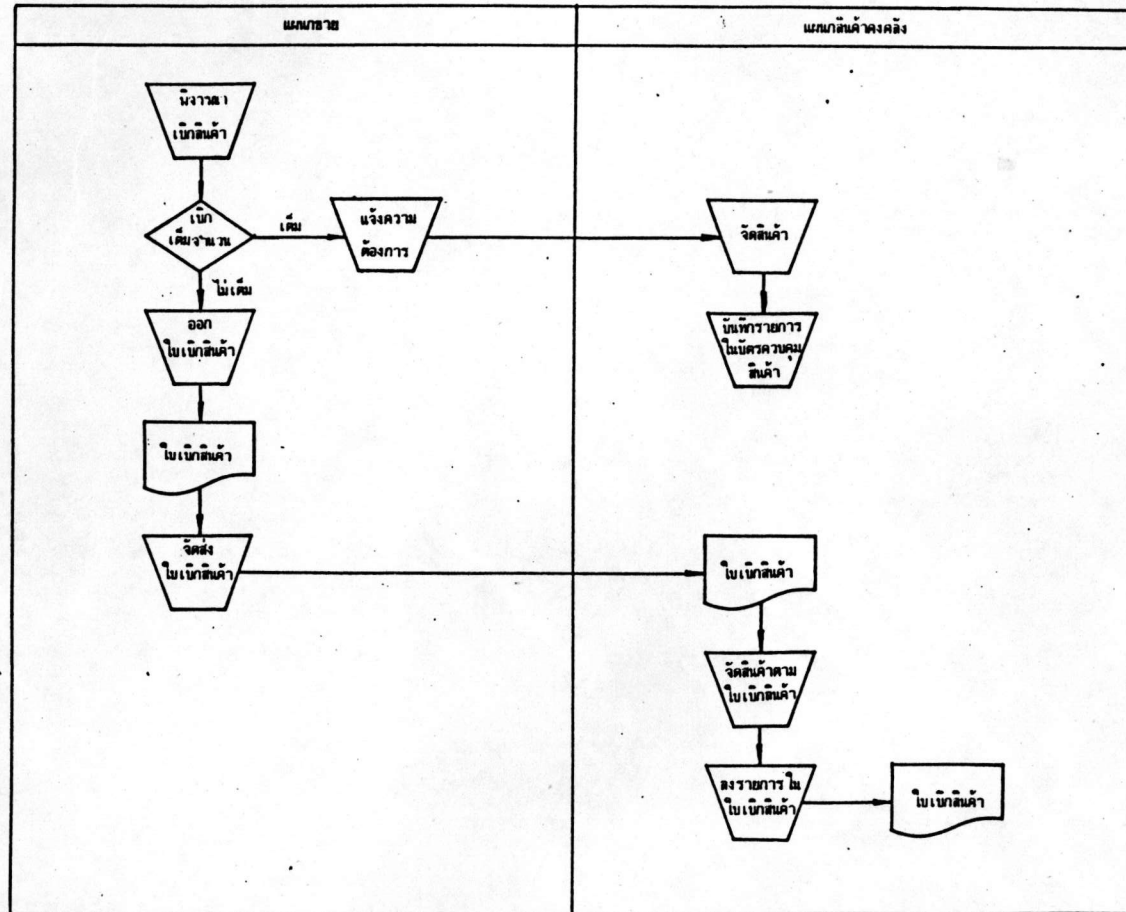 แผนกขาย
แผนกสินค้าคงคลัง
พิจารณา
เบิกสินค้า
เบิก
เต็มจำนวน
เต็ม
แจ้งความ
ต้องการ
จัดสินค้า
ไม่เต็ม
ออก
ใบเบิกสินค้า
บันทึกรายการ
ในบัตรควบคุม
สินค้า
ใบเบิกสินค้า
จัดส่ง
ใบเบิกสินค้า
ใบเบิกสินค้า
จัดสินค้าตาม
ใบเบิกสินค้า
ลงรายการใน
ใบเบิกสินค้า
ใบเบิกสินค้า